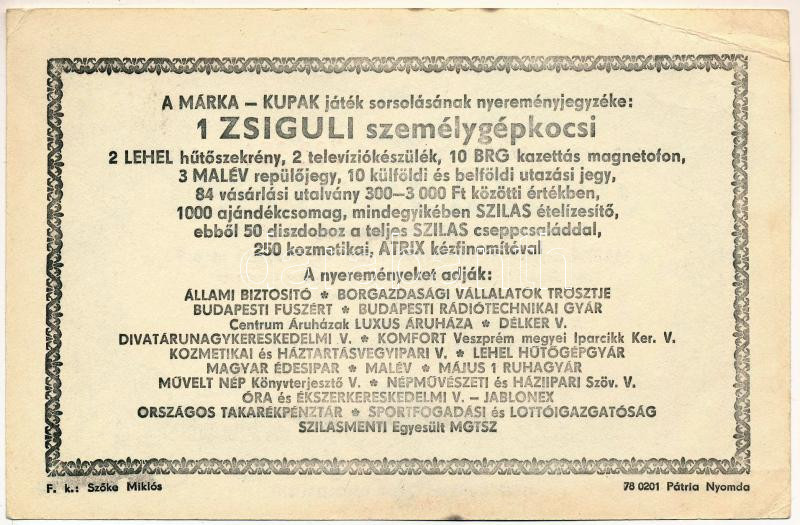 A MÁRKA – KUPAK játék sorsolásának nyereményjegyzéke:
1 ZSIGULI személygépkocsi
2 LEHEL hűtőszekrény, 2 televíziókészülék, 10 BRG kazettás magnetofon,
3 MALÉV repülőjegy, 10 külföldi és belföldi utazási jegy,
84 vásárlási utalvány 300–3 000 Ft közötti értékben,
1000 ajándékcsomag, mindegyikében SZILAS ételízesítő,
ebből 50 díszdoboz a teljes SZILAS cseppcsaláddal,
250 kozmetikai, ATRIX kézfinomítóval
A nyereményeket adják:
ÁLLAMI BIZTOSÍTÓ * BORGAZDASÁGI VÁLLALATOK TRÖSZTJE
BUDAPESTI FUSZÉRT * BUDAPESTI RÁDIÓTECHNIKAI GYÁR
Centrum Áruházak LUXUS ÁRUHÁZA * DÉLKER V.
DIVATÁRUNAGYKERESKEDELMI V. * KOMFORT Veszprém megyei Iparcikk Ker. V.
KOZMETIKAI és HÁZTARTÁSVEGYIPARI V. * LEHEL HŰTŐGÉPGYÁR
MAGYAR ÉDESIPAR * MALÉV * MÁJUS 1 RUHAGYÁR
MŰVELT NÉP Könyvterjesztő V. * NÉPMŰVÉSZETI és HÁZIIPARI Szöv. V.
ÓRA és ÉKSZERKERESKEDELMI V. – JABLONEX
ORSZÁGOS TAKARÉKPÉNZTÁR * SPORTFOGADÁSI és LOTTÓIGAZGATÓSÁG
SZILASMENTI Egyesült MGTSZ
F. k.: Szőke Miklós
78 0201 Pátria Nyomda